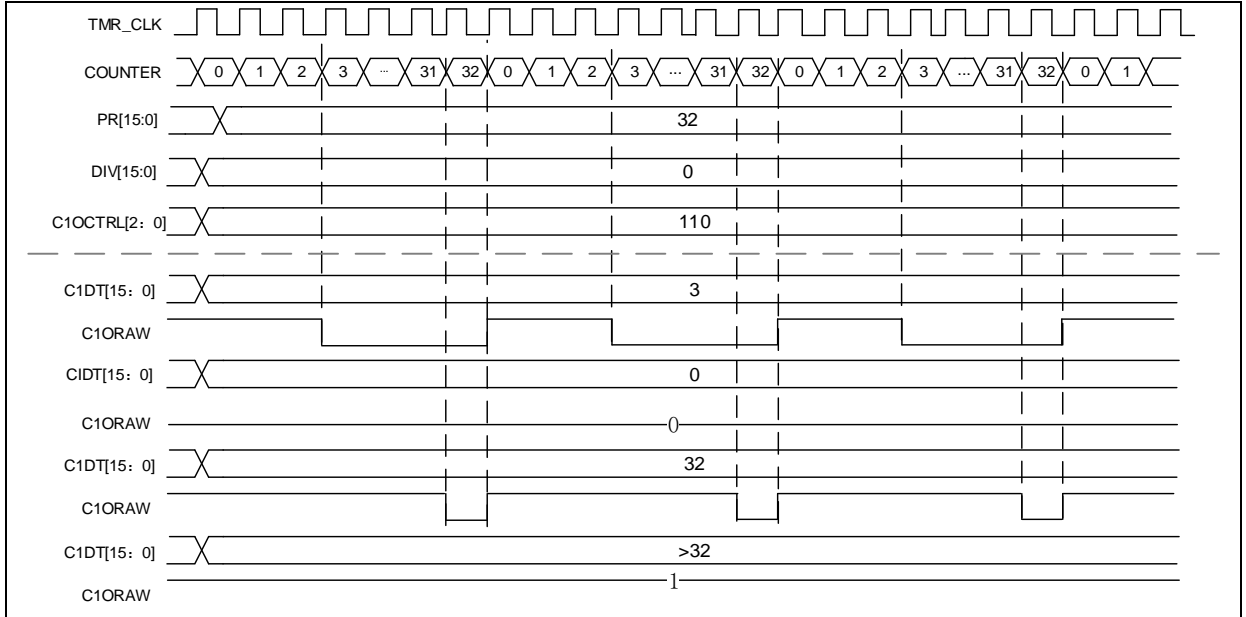 TMR_CLK
COUNTER 0 1 2 3 ... 31 32 0 1 2 3 ... 31 32 0 1 2 3 ... 31 32 0 1
PR[15:0] 32
DIV[15:0] 0
C1OCTRL[2：0] 110
C1DT[15：0] 3
C1ORAW
CIDT[15：0] 0
C1ORAW 0
C1DT[15：0] 32
C1ORAW
C1DT[15：0] >32
C1ORAW 1